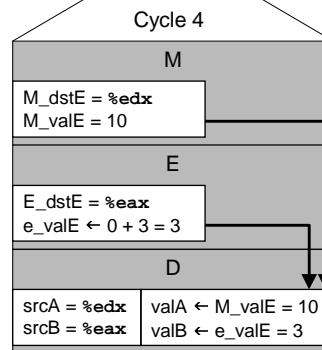 Cycle 4
M
M_dstE = %edx
M_valE = 10
E
E_dstE = %eax
e_valE ← 0 + 3 = 3
D
srcA = %edx valA ← M_valE = 10
srcB = %eax valB ← e_valE = 3